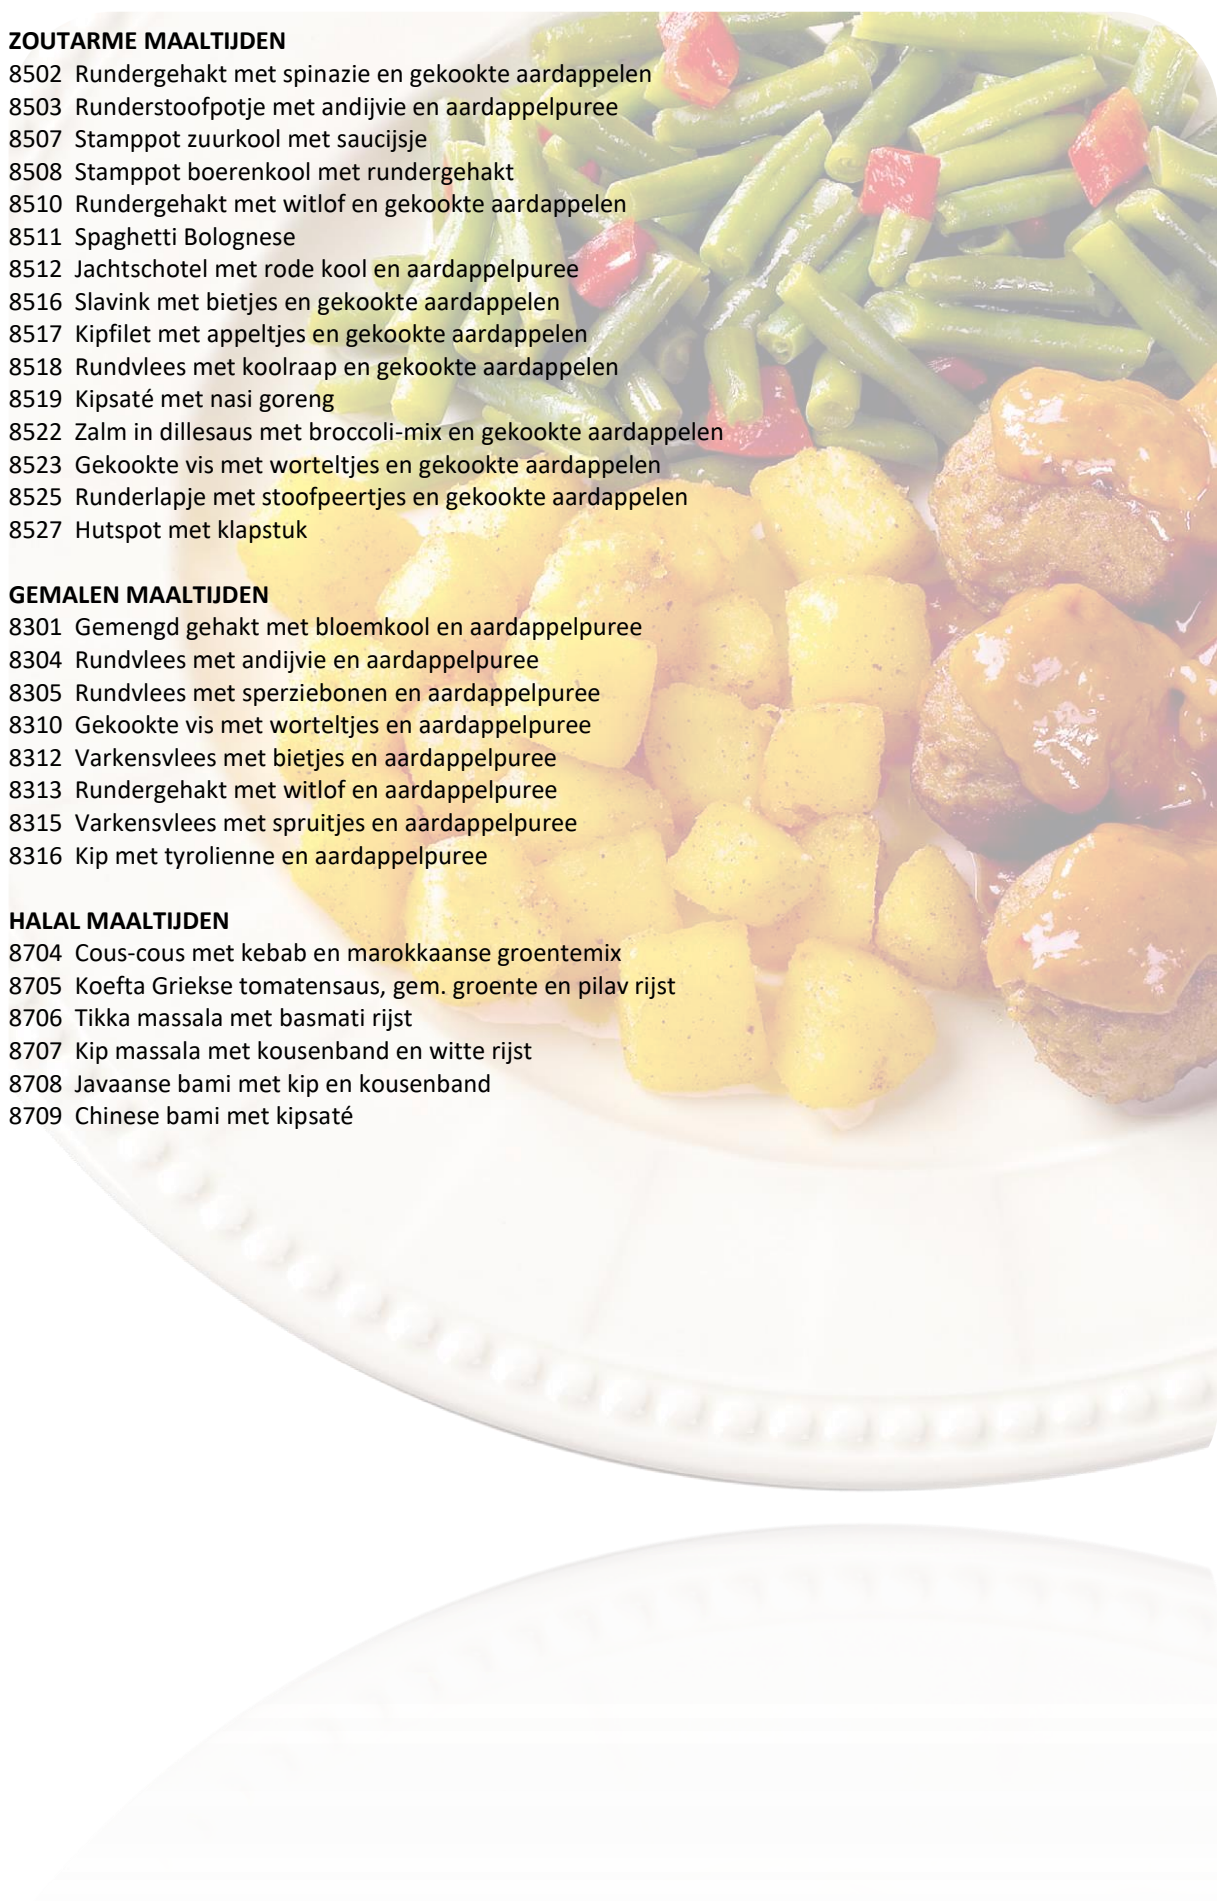 ZOUTARME MAALTIJDEN
8502 Rundergehakt met spinazie en gekookte aardappelen
8503 Runderstoofpotje met andijvie en aardappelpuree
8507 Stamppot zuurkool met saucijsje
8508 Stamppot boerenkool met rundergehakt
8510 Rundergehakt met witlof en gekookte aardappelen
8511 Spaghetti Bolognese
8512 Jachtschotel met rode kool en aardappelpuree
8516 Slavink met bietjes en gekookte aardappelen
8517 Kipfilet met appeltjes en gekookte aardappelen
8518 Rundvlees met koolraap en gekookte aardappelen
8519 Kipsaté met nasi goreng
8522 Zalm in dillesaus met broccoli-mix en gekookte aardappelen
8523 Gekookte vis met worteltjes en gekookte aardappelen
8525 Runderlapje met stoofpeertjes en gekookte aardappelen
8527 Hutspot met klapstuk
GEMALEN MAALTIJDEN
8301 Gemengd gehakt met bloemkool en aardappelpuree
8304 Rundvlees met andijvie en aardappelpuree
8305 Rundvlees met sperziebonen en aardappelpuree
8310 Gekookte vis met worteltjes en aardappelpuree
8312 Varkensvlees met bietjes en aardappelpuree
8313 Rundergehakt met witlof en aardappelpuree
8315 Varkensvlees met spruitjes en aardappelpuree
8316 Kip met tyrolienne en aardappelpuree
HALAL MAALTIJDEN
8704 Cous-cous met kebab en marokkaanse groentemix
8705 Koefta Griekse tomatensaus, gem. groente en pilav rijst
8706 Tikka massala met basmati rijst
8707 Kip massala met kousenband en witte rijst
8708 Javaanse bami met kip en kousenband
8709 Chinese bami met kipsaté